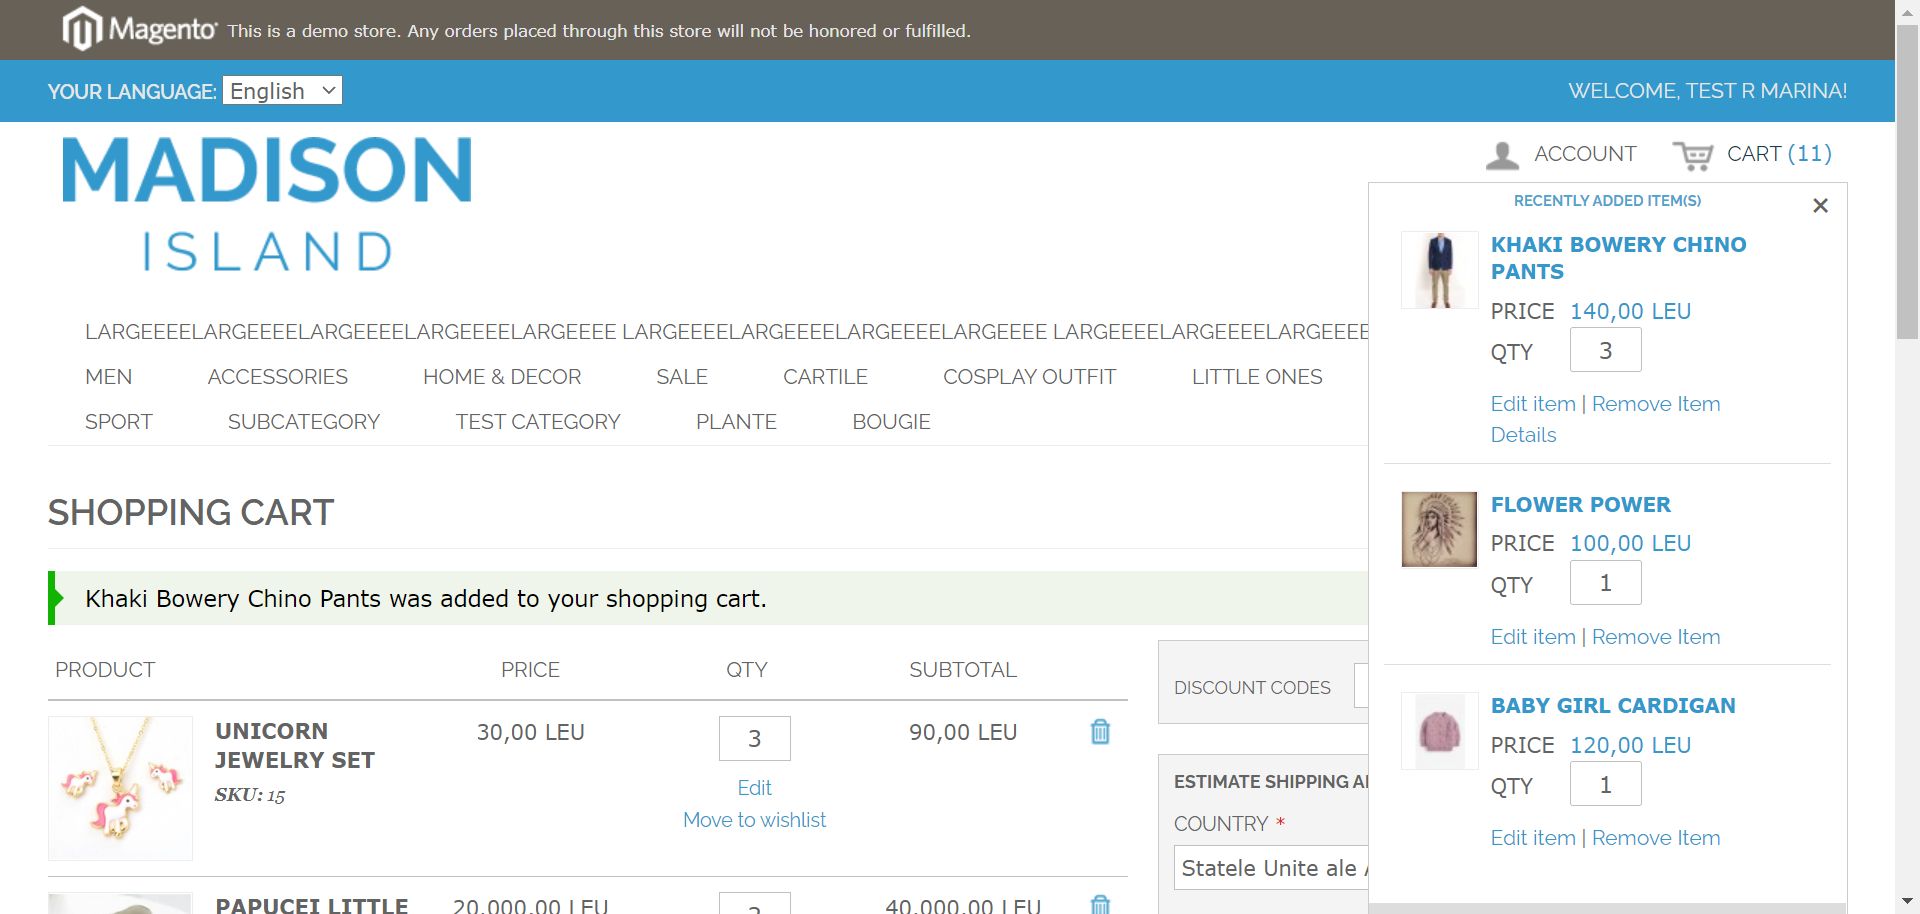 Magento This is a demo store. Any orders placed through this store will not be honored or fulfilled.
YOUR LANGUAGE: English
WELCOME, TEST R MARINA!
MADISON
ISLAND
ACCOUNT
CART (11)
RECENTLY ADDED ITEM(S)
KHAKI BOWERY CHINO
PANTS
PRICE 140,00 LEU
QTY 3
Edit item | Remove Item
Details
FLOWER POWER
PRICE 100,00 LEU
QTY 1
Edit item | Remove Item
BABY GIRL CARDIGAN
PRICE 120,00 LEU
QTY 1
Edit item | Remove Item
LARGEEEELARGEEEELARGEEEELARGEEEELARGEEEE LARGEEEELARGEEEELARGEEEELARGEEEE LARGEEEELARGEEEELARGEEEE
MEN ACCESSORIES HOME & DECOR SALE CARTILE COSPLAY OUTFIT LITTLE ONES
SPORT SUBCATEGORY TEST CATEGORY PLANTE BOUGIE
SHOPPING CART
Khaki Bowery Chino Pants was added to your shopping cart.
PRODUCT PRICE QTY SUBTOTAL
UNICORN
JEWELRY SET
SKU: 15
30,00 LEU
3
90,00 LEU
Edit
Move to wishlist
PAPUCEI LITTLE
20.000,00 LEU
40.000,00 LEU
DISCOUNT CODES
ESTIMATE SHIPPING
COUNTRY *
Statele Unite ale